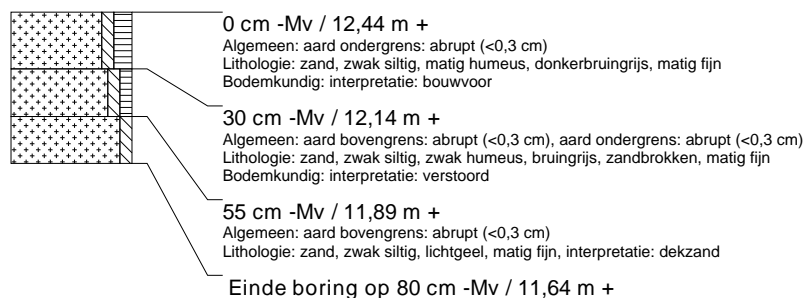 0 cm -Mv / 12,44 m +
Algemeen: aard ondergrens: abrupt (<0,3 cm)
Lithologie: zand, zwak siltig, matig humeus, donkerbruingrijs, matig fijn
Bodemkundig: interpretatie: bouwvoor
30 cm -Mv / 12,14 m +
Algemeen: aard bovengrens: abrupt (<0,3 cm), aard ondergrens: abrupt (<0,3 cm)
Lithologie: zand, zwak siltig, zwak humeus, bruingrijs, zandbrokken, matig fijn
Bodemkundig: interpretatie: verstoord
55 cm -Mv / 11,89 m +
Algemeen: aard bovengrens: abrupt (<0,3 cm)
Lithologie: zand, zwak siltig, lichtgeel, matig fijn, interpretatie: dekzand
Einde boring op 80 cm -Mv / 11,64 m +